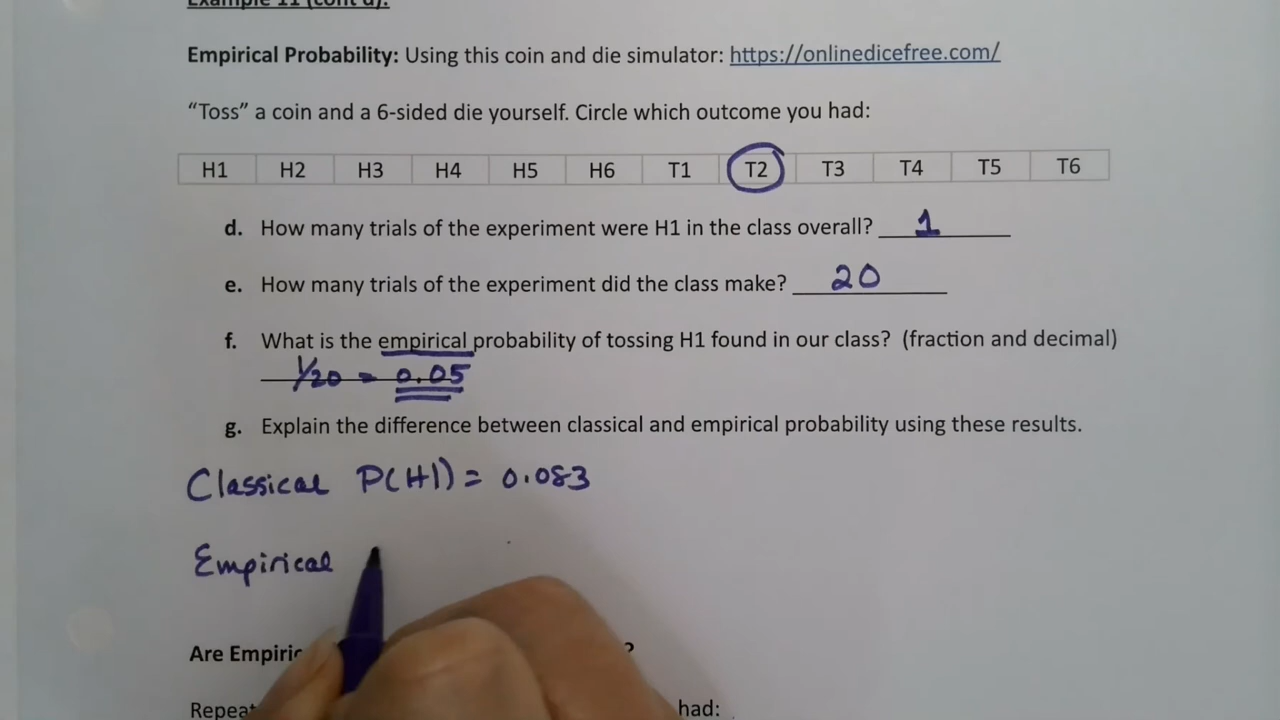 Example 11 (cont'd):
Empirical Probability: Using this coin and die simulator: https://onlinedicefree.com/
“Toss” a coin and a 6-sided die yourself. Circle which outcome you had:
H1 H2 H3 H4 H5 H6 T1 T2 T3 T4 T5 T6
d. How many trials of the experiment were H1 in the class overall? 1
e. How many trials of the experiment did the class make? 20
f. What is the empirical probability of tossing H1 found in our class? (fraction and decimal)
1/20 = 0.05
g. Explain the difference between classical and empirical probability using these results.
Classical P(H1) = 0.083
Empirical
Are ?
had: